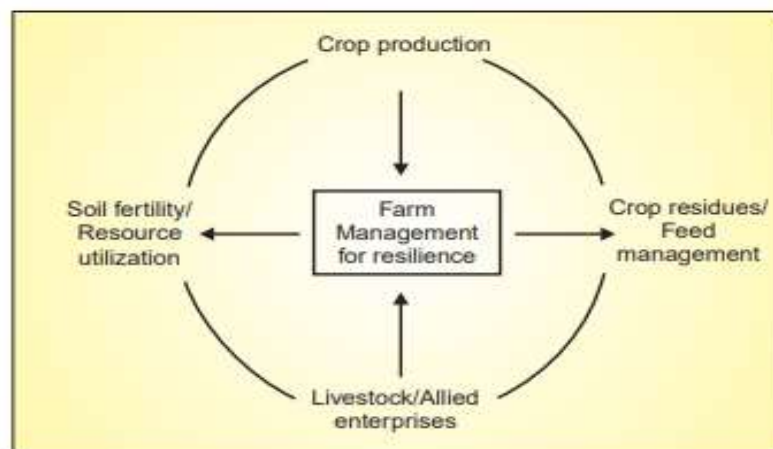 Crop production
Soil fertility/
Resource
utilization
Farm
Management
for resilience
Crop residues/
Feed
management
Livestock/Allied
enterprises